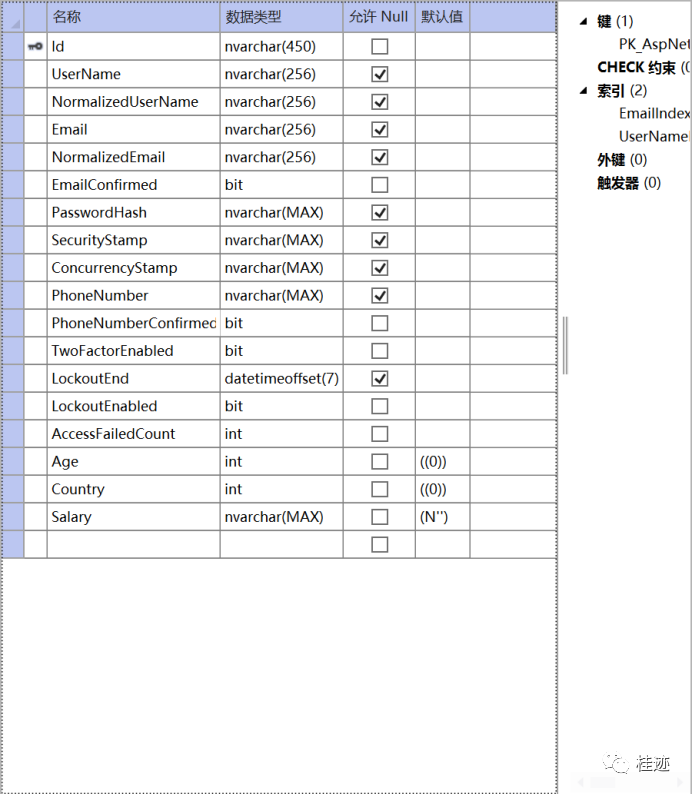 名称 数据类型 允许 Null 默认值
Id nvarchar(450)
UserName nvarchar(256)
NormalizedUserName nvarchar(256)
Email nvarchar(256)
NormalizedEmail nvarchar(256)
EmailConfirmed bit
PasswordHash nvarchar(MAX)
SecurityStamp nvarchar(MAX)
ConcurrencyStamp nvarchar(MAX)
PhoneNumber nvarchar(MAX)
PhoneNumberConfirmed bit
TwoFactorEnabled bit
LockoutEnd datetimeoffset(7)
LockoutEnabled bit
AccessFailedCount int
Age int ((0))
Country int ((0))
Salary nvarchar(MAX) (N'')
键 (1)
PK_AspNet
CHECK 约束 (0
索引 (2)
EmailIndex
UserName
外键 (0)
触发器 (0)
桂迹